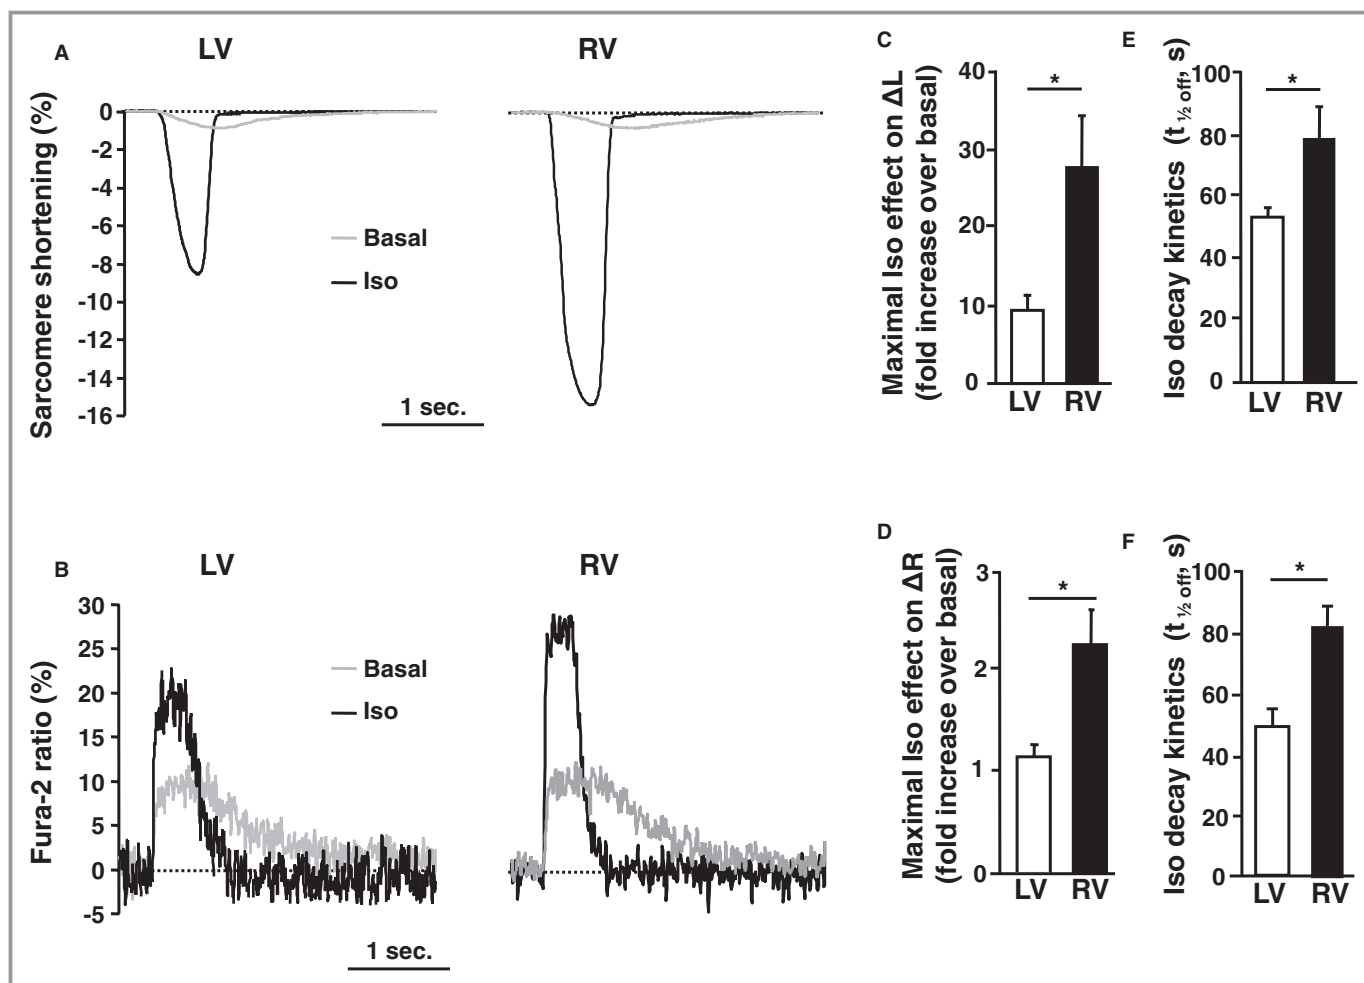 A
LV
RV
Sarcomere shortening (%)
0
-2
-4
-6
-8
-10
-12
-14
-16
Basal
Iso
1 sec.
B
LV
RV
Fura-2 ratio (%)
30
25
20
15
10
5
0
-5
Basal
Iso
1 sec.
C
Maximal Iso effect on ΔL
(fold increase over basal)
40
30
20
10
0
*
LV RV
E
Iso decay kinetics (t½ off, s)
100
80
60
40
20
0
*
LV RV
D
Maximal Iso effect on ΔR
(fold increase over basal)
3
2
1
0
*
LV RV
F
Iso decay kinetics (t½ off, s)
100
80
60
40
20
0
*
LV RV